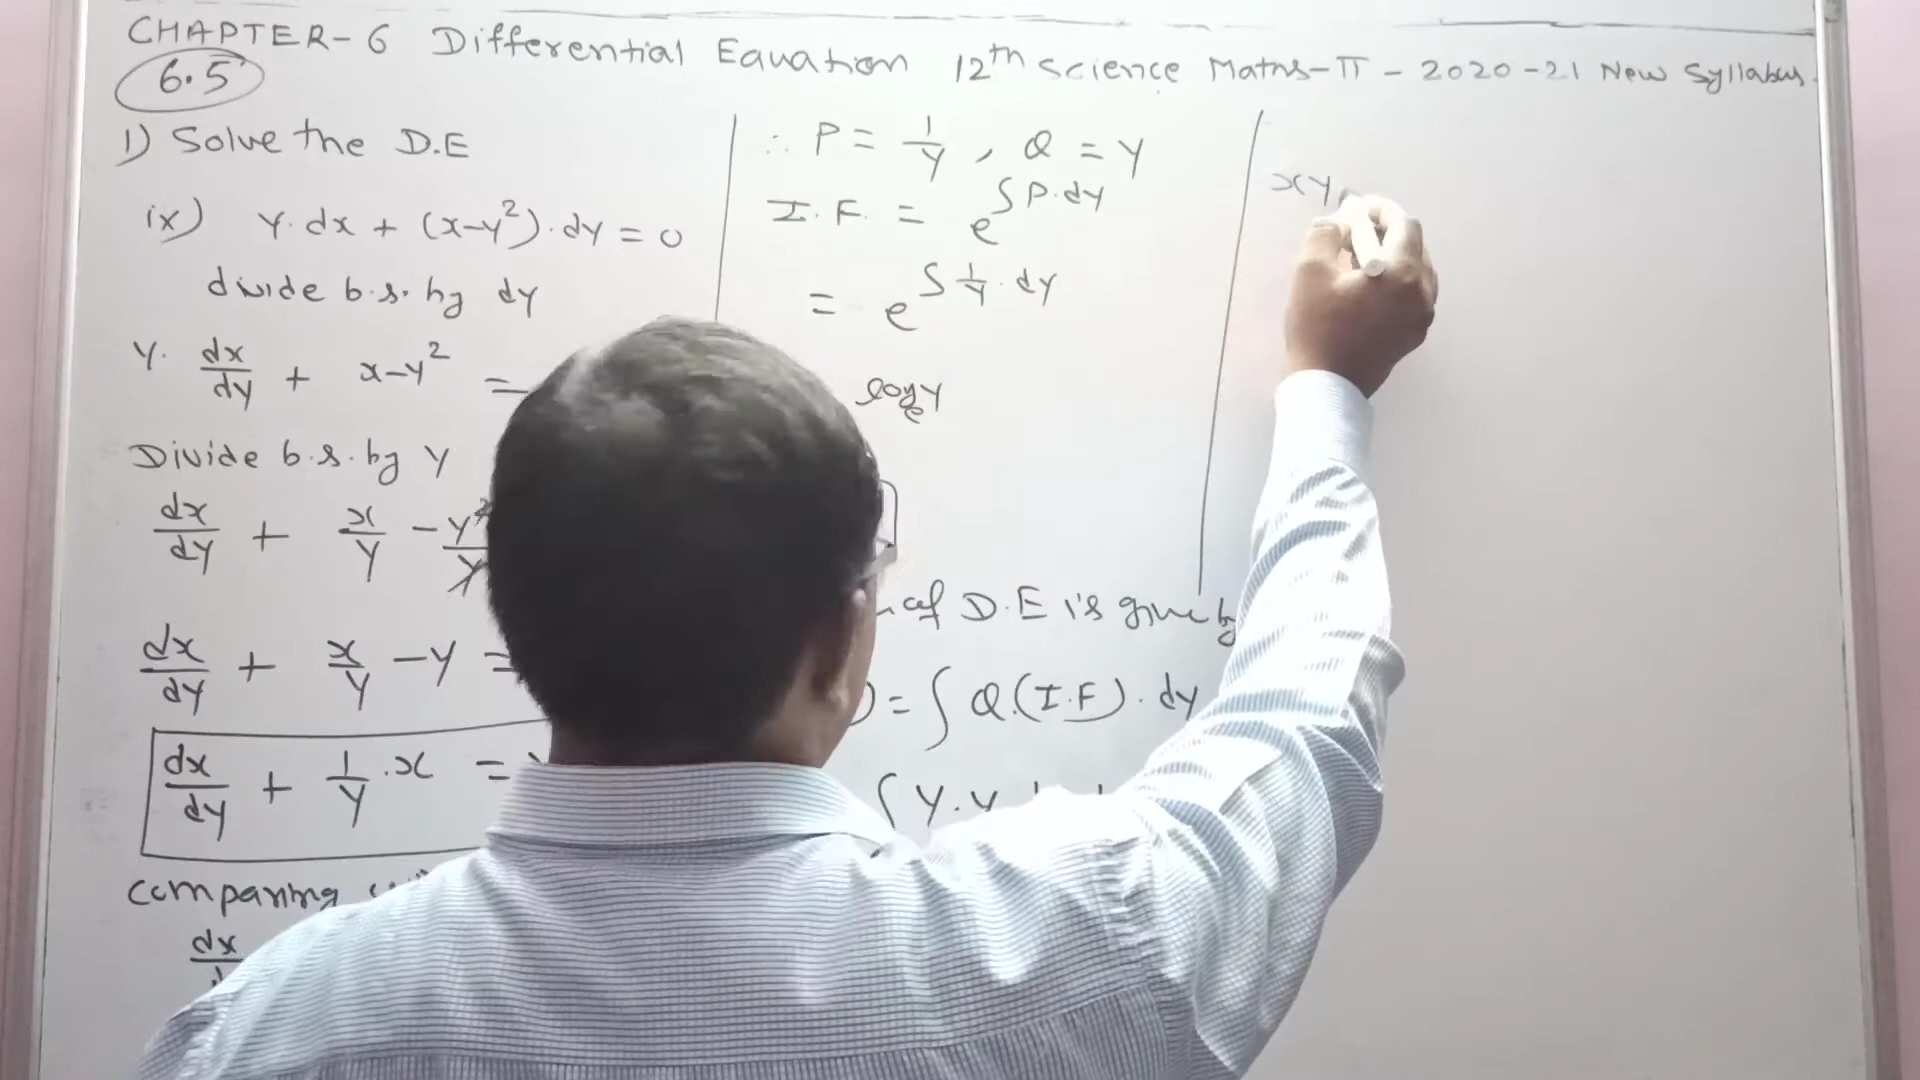 CHAPTER-6 Differential Equation 12th Science Maths-II - 2020-21 New Syllabus.
6.5
1) Solve the D.E
ix) y.dx + (x-y²).dy = 0
divide b.s. by dy
y. dx/dy + x-y² =
Divide b.s. by y
dx/dy + x/y - y²/y
dx/dy + x/y - y =
dx/dy + 1/y .x =
comparing
dx
∴ P = 1/y , Q = y
I.F. = e^∫P.dy
= e^∫1/y.dy
logₑy
of D.E is given by
) = ∫Q.(I.F).dy
∫y.y
xy